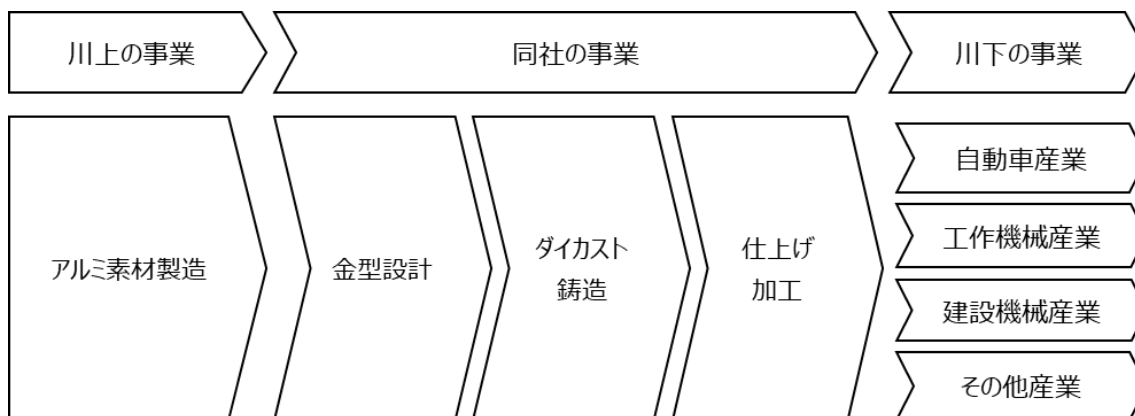 川上の事業
同社の事業
川下の事業
アルミ素材製造
金型設計
ダイカスト
鋳造
仕上げ
加工
自動車産業
工作機械産業
建設機械産業
その他産業